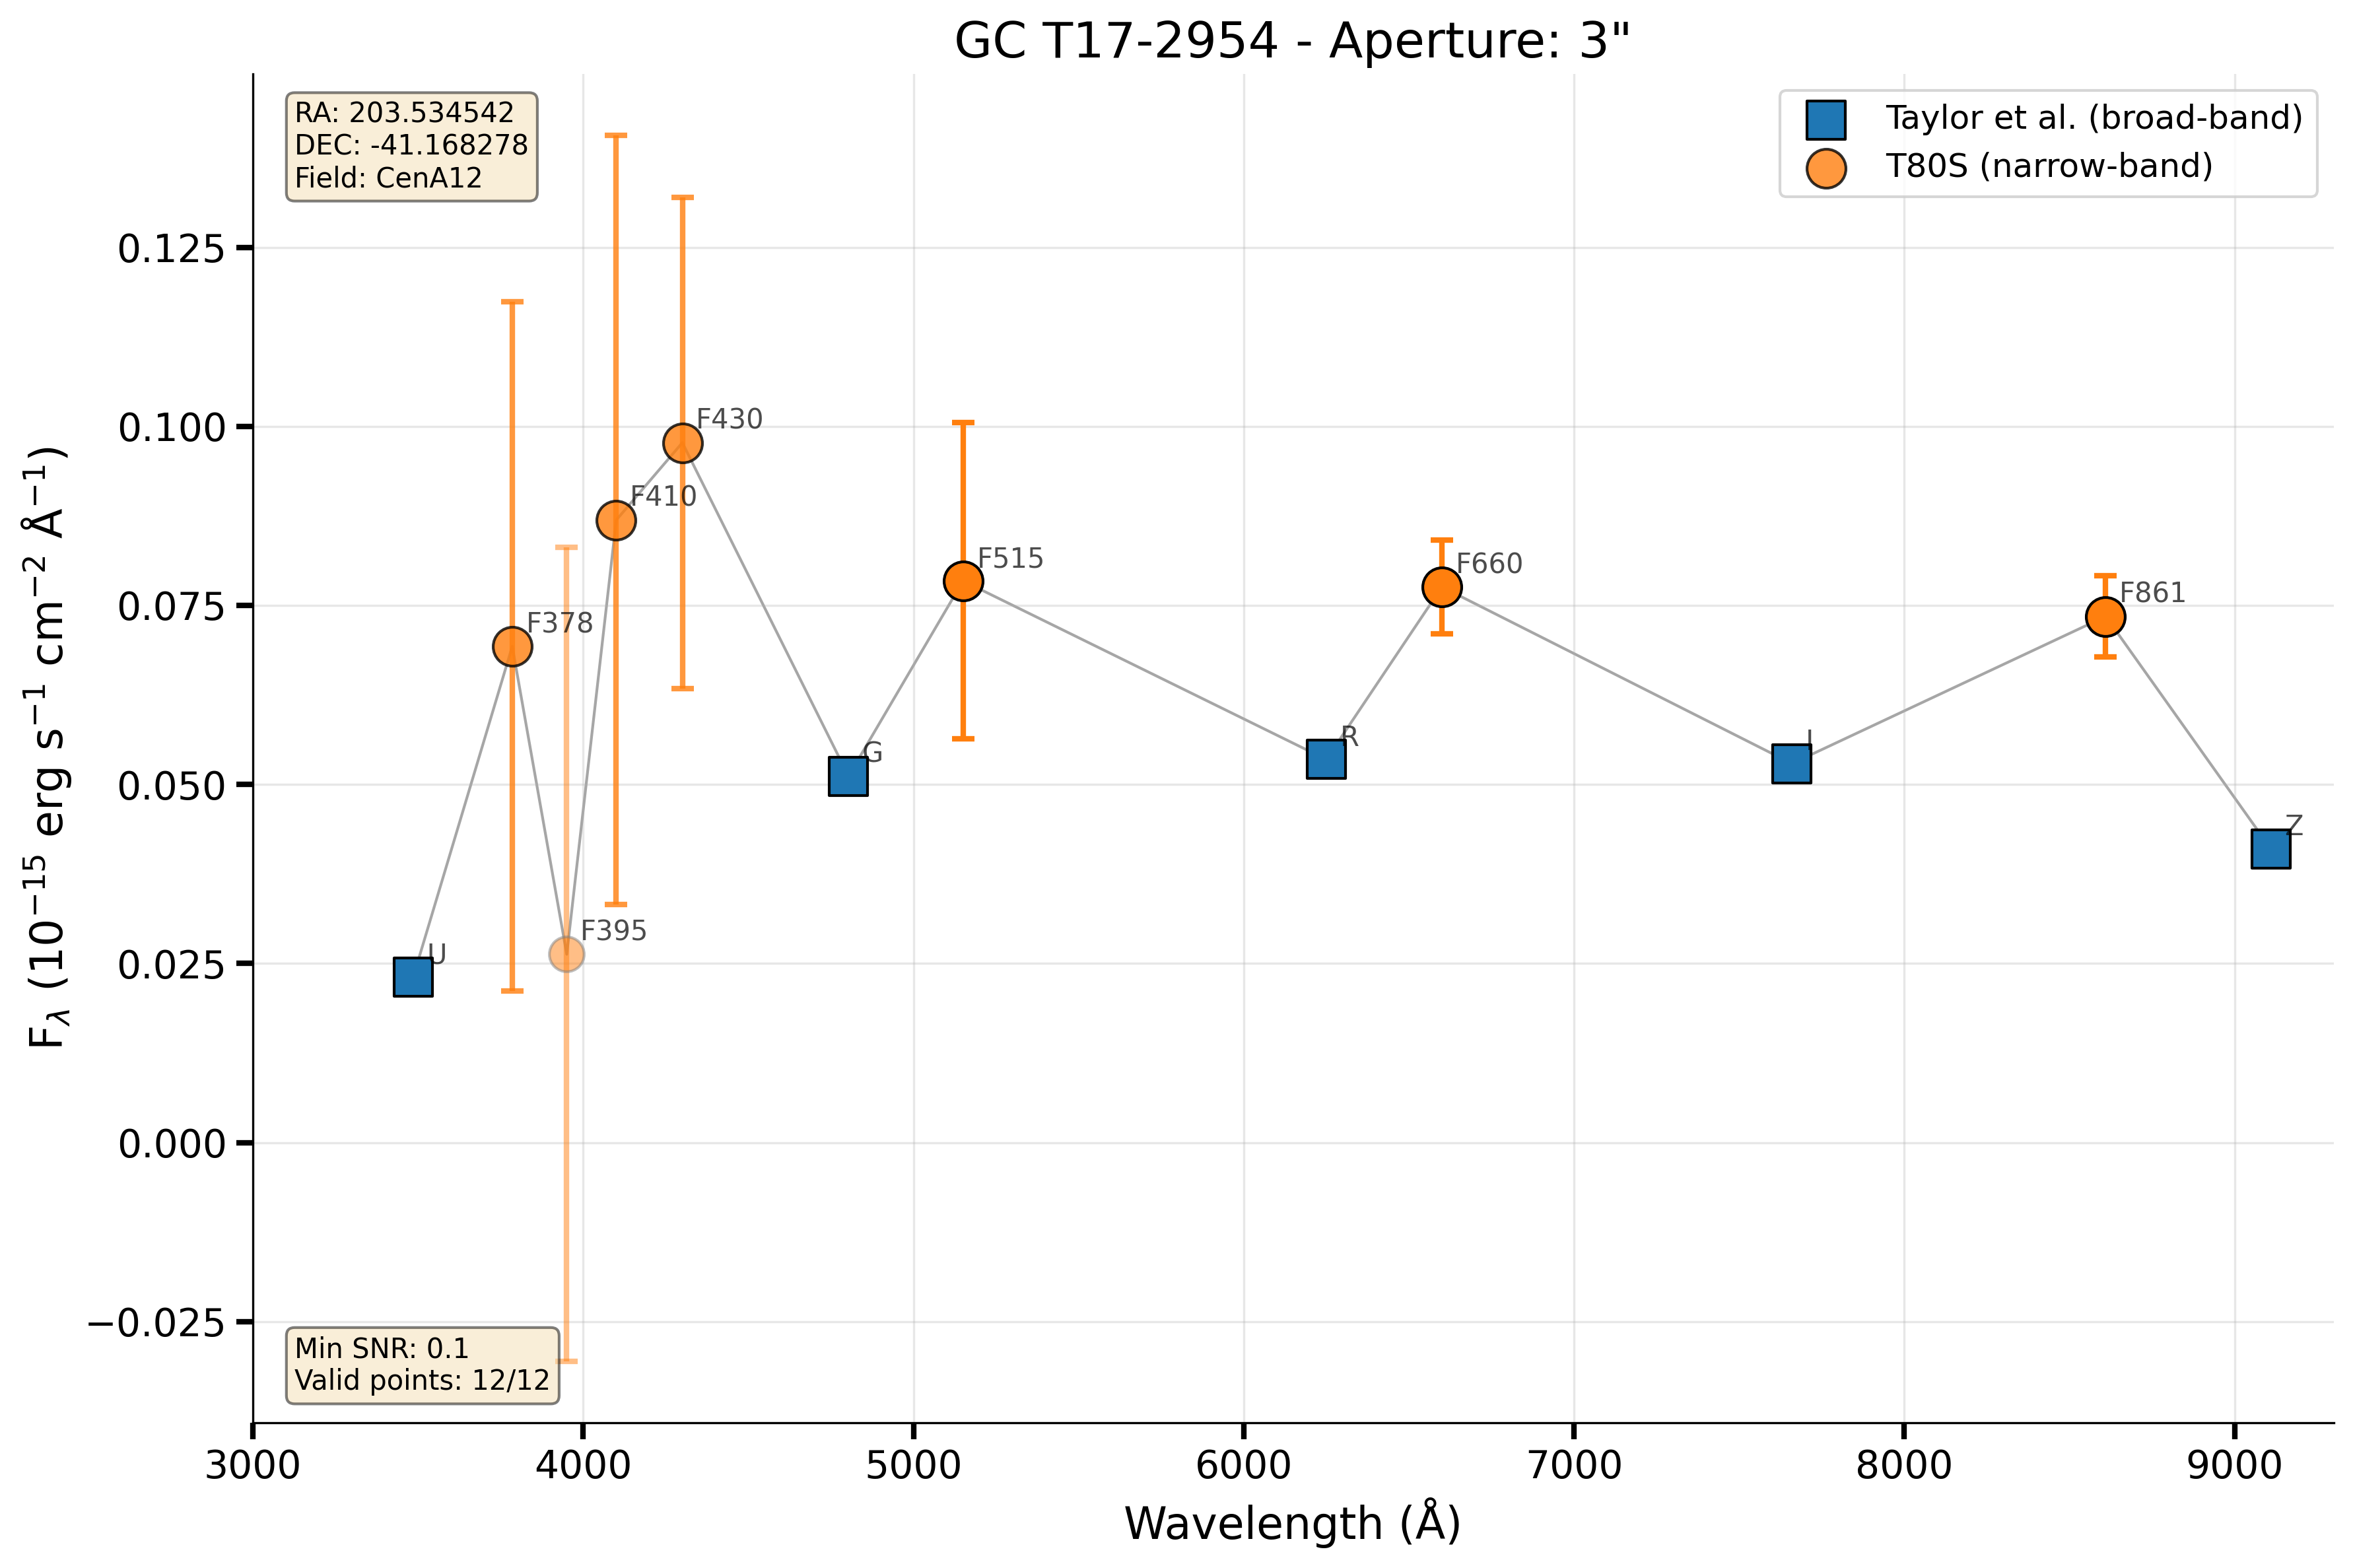 GC T17-2954 - Aperture: 3"
RA: 203.534542
DEC: -41.168278
Field: CenA12
Taylor et al. (broad-band)
T80S (narrow-band)
F430
F410
F515
F660
F861
F378
F395
U
G
R
I
Z
0.125
0.100
0.075
0.050
0.025
0.000
−0.025
F$_{λ}$ (10$^{−15}$ erg s$^{−1}$ cm$^{−2}$ Å$^{−1}$)
Min SNR: 0.1
Valid points: 12/12
3000 4000 5000 6000 7000 8000 9000
Wavelength (Å)